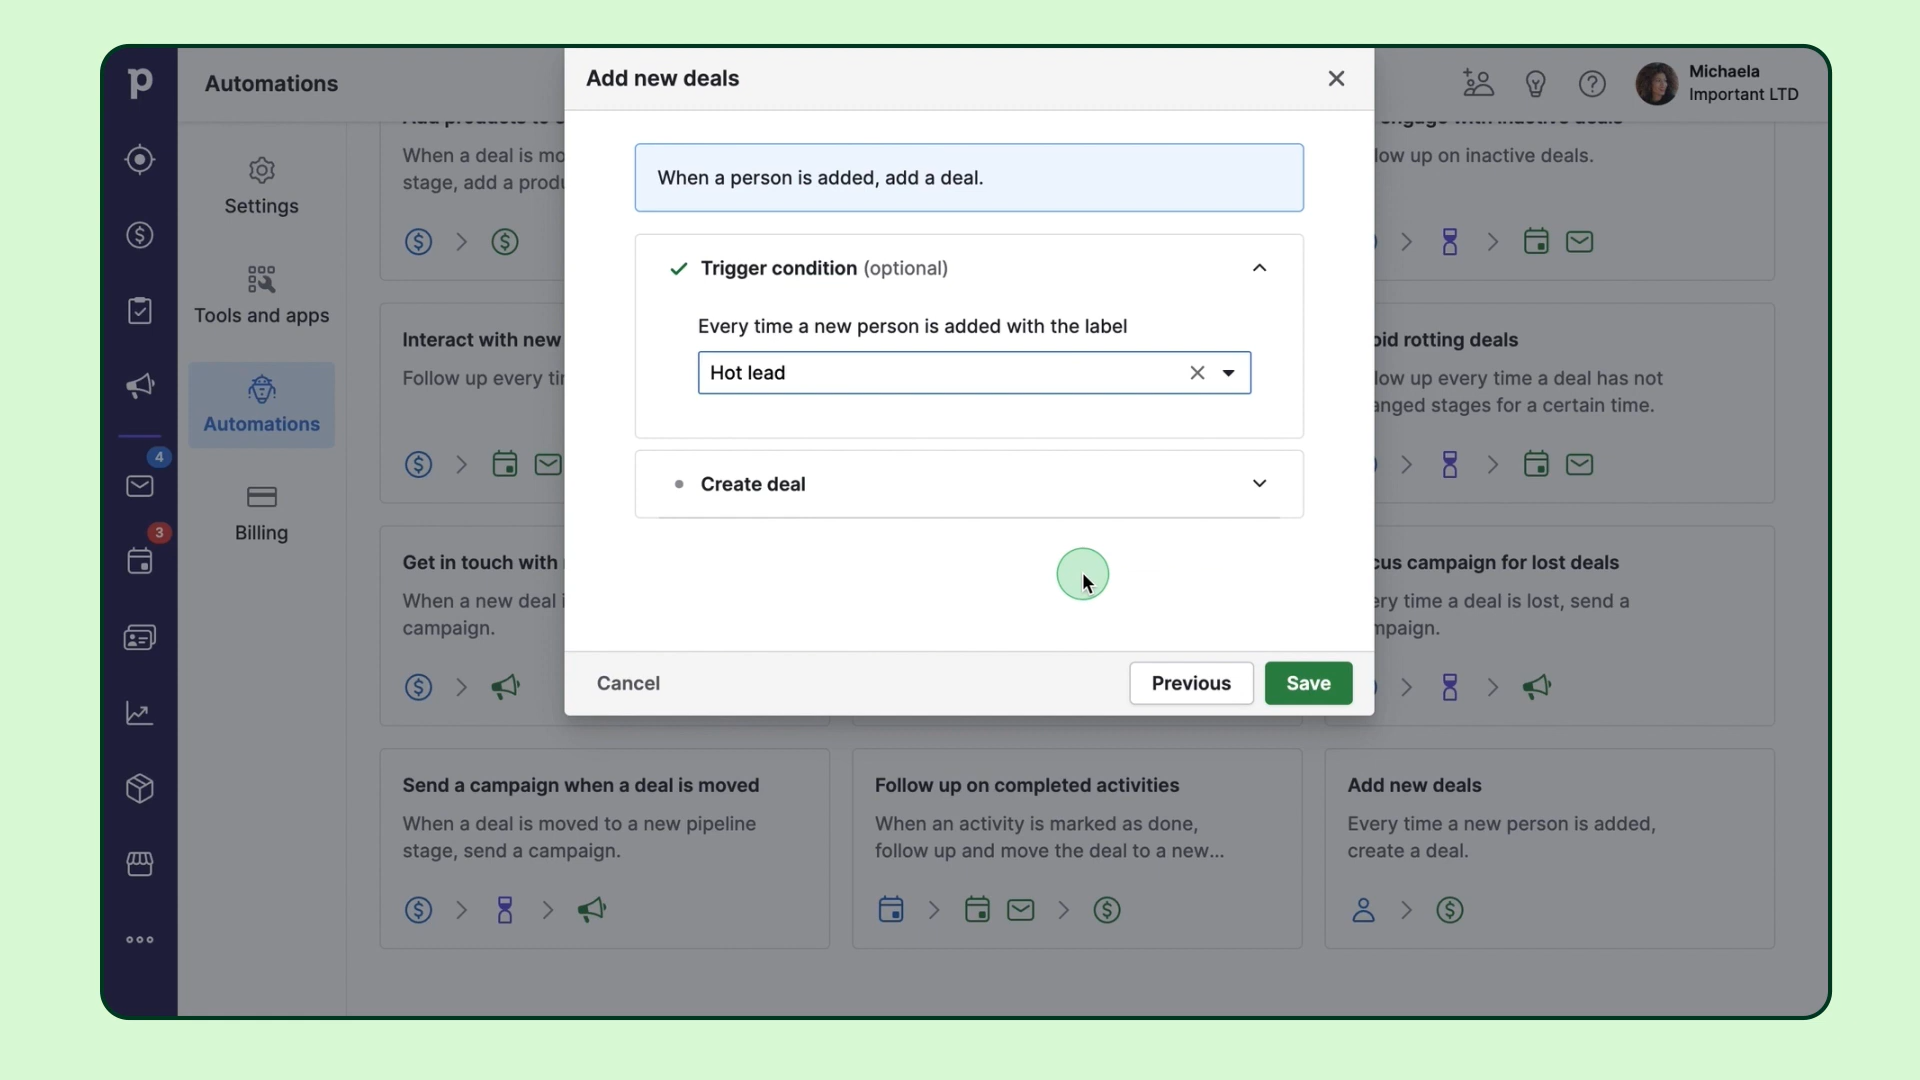 p
Automations
Add new deals
Michaela
Important LTD
Settings
Tools and apps
Automations
Billing
4
3
When a deal is mo
stage, add a produ
low up on inactive deals.
Interact with new
Follow up every ti
oid rotting deals
low up every time a deal has not
anged stages for a certain time.
Get in touch with
When a new deal i
campaign.
cus campaign for lost deals
ery time a deal is lost, send a
mpaign.
When a person is added, add a deal.
Trigger condition (optional)
Every time a new person is added with the label
Hot lead
Create deal
Cancel
Previous
Save
Send a campaign when a deal is moved
When a deal is moved to a new pipeline
stage, send a campaign.
Follow up on completed activities
When an activity is marked as done,
follow up and move the deal to a new...
Add new deals
Every time a new person is added,
create a deal.